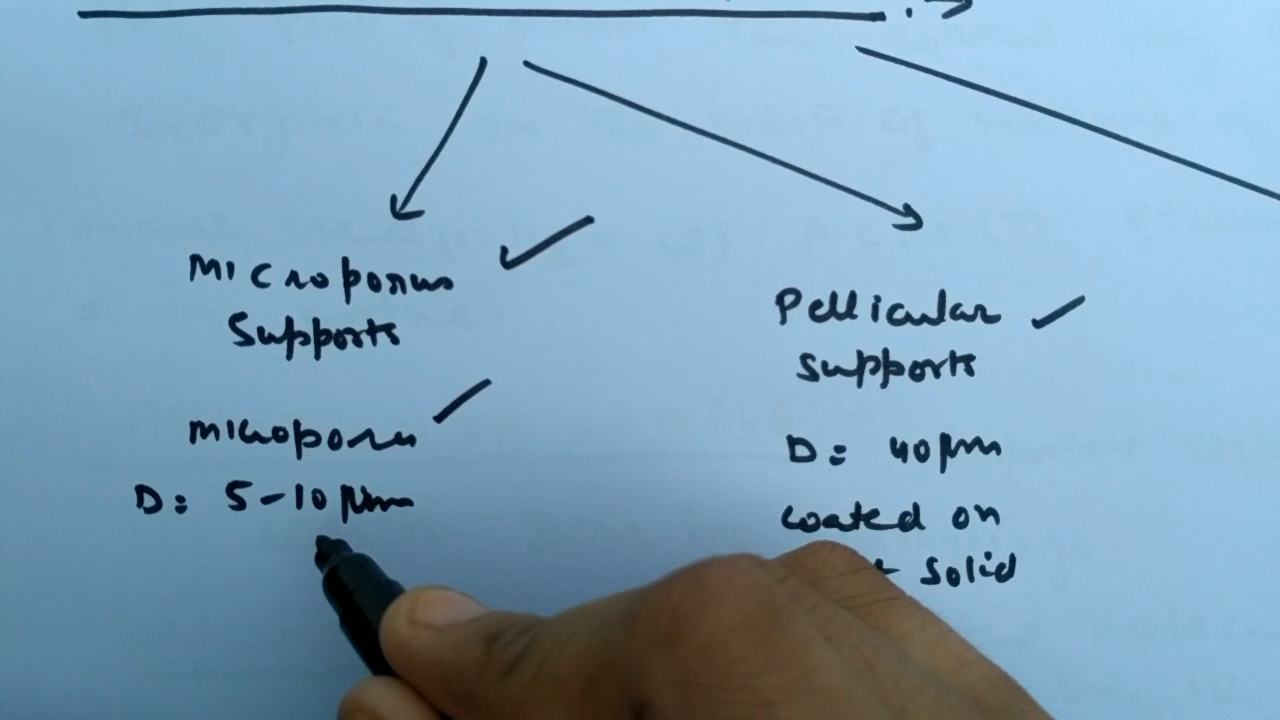 Microporus
Supports
micropores
D: 5-10 µm
Pellicular
supports
D: 40 µm
coated on
solid